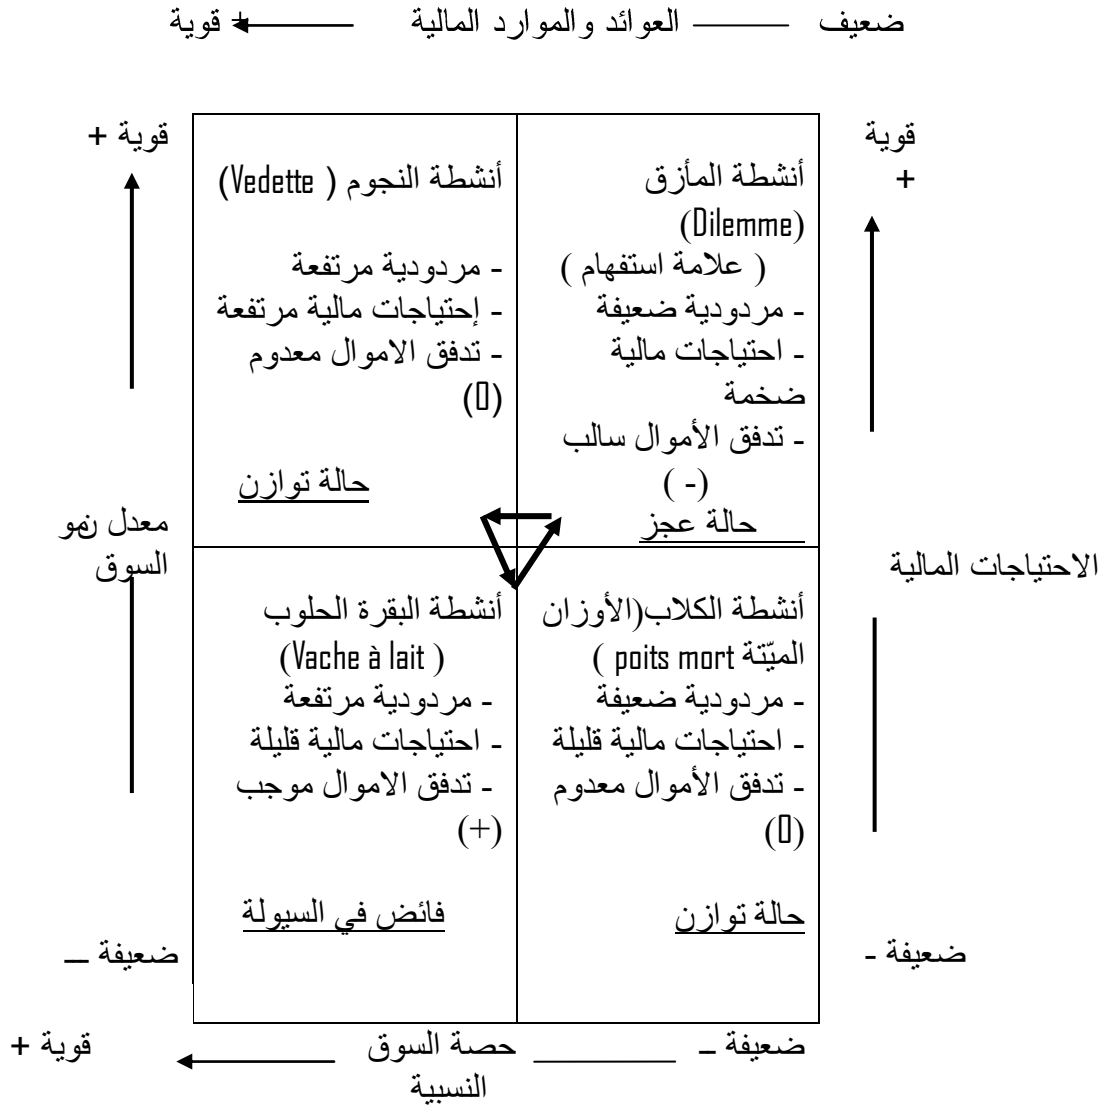 ضعيف العوائد والموارد المالية + قوية
قوية +
قوية
+
أنشطة المأزق
(Dilemme)
( علامة استفهام )
- مردودية ضعيفة
- احتياجات مالية
ضخمة
- تدفق الأموال سالب
( - )
حالة عجز
أنشطة النجوم ( Vedette)
- مردودية مرتفعة
- إحتياجات مالية مرتفعة
- تدفق الاموال معدوم
(0)
حالة توازن
معدل نمو
السوق
الاحتياجات المالية
أنشطة الكلاب(الأوزان
الميّتة poits mort )
- مردودية ضعيفة
- احتياجات مالية قليلة
- تدفق الأموال معدوم
(0)
حالة توازن
أنشطة البقرة الحلوب
(Vache à lait )
- مردودية مرتفعة
- احتياجات مالية قليلة
- تدفق الاموال موجب
(+)
فائض في السيولة
ضعيفة -
ضعيفة –
ضعيفة – حصة السوق قوية +
النسبية